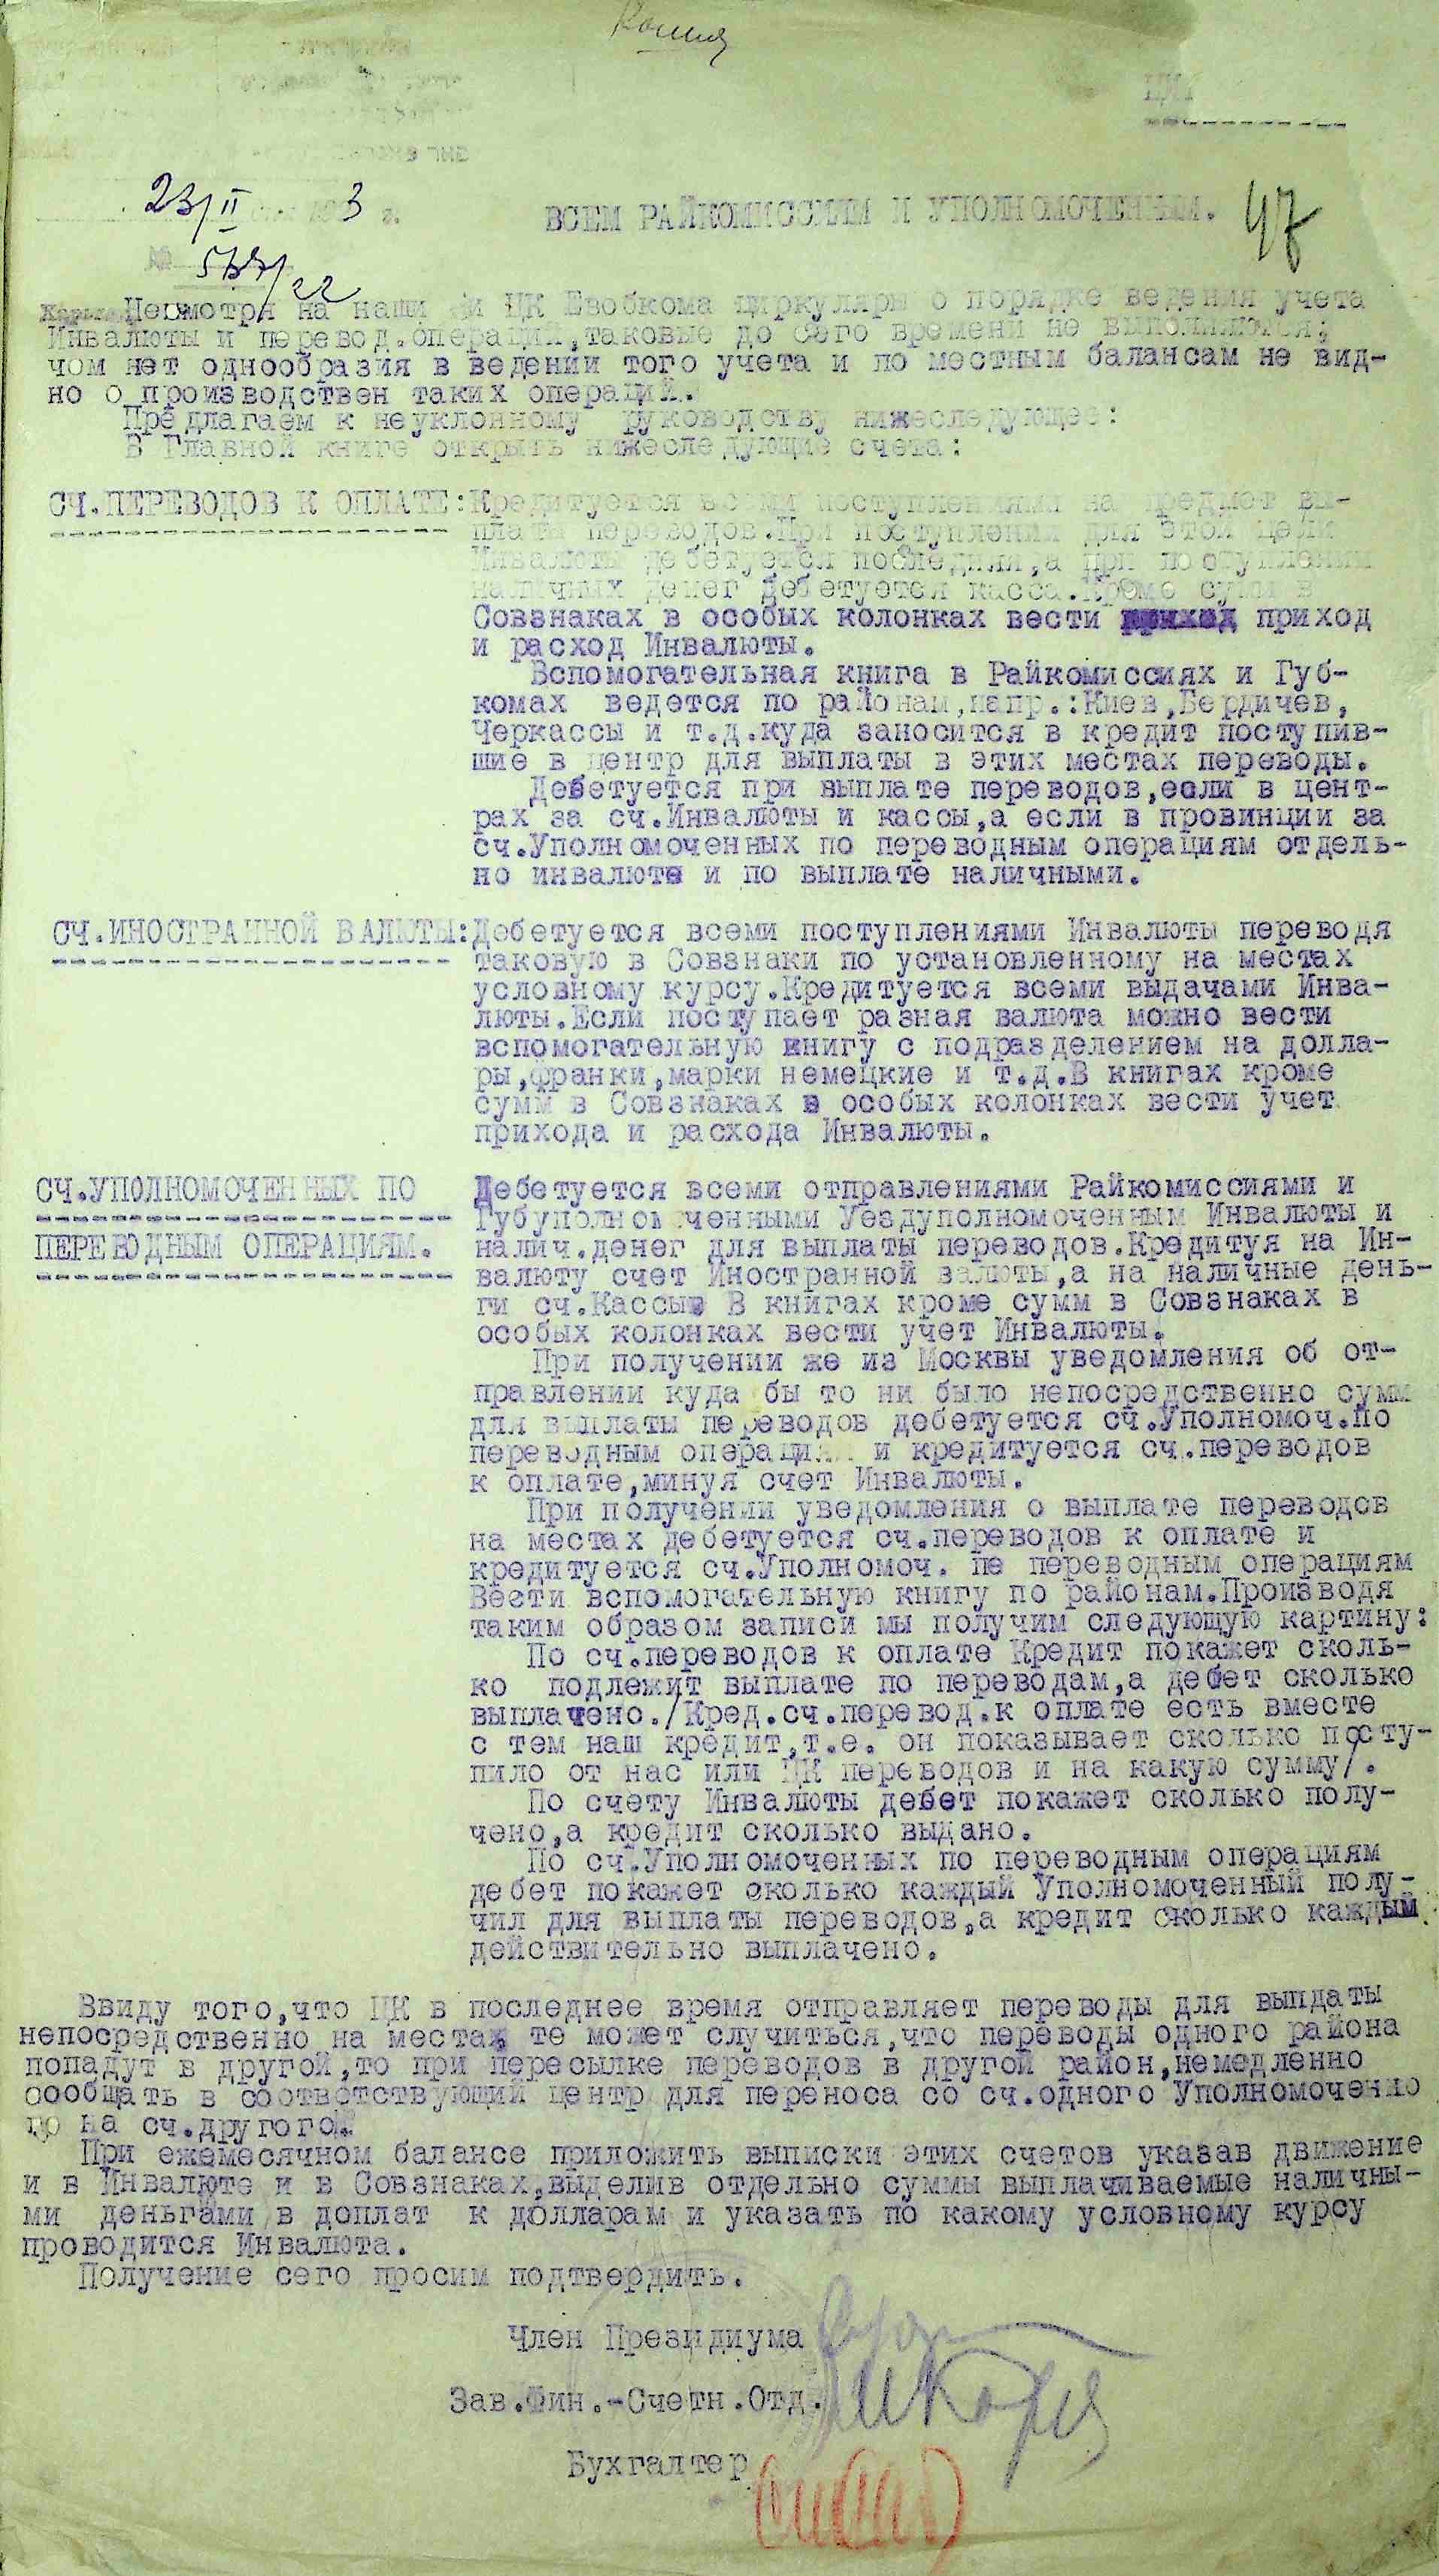 Копия
23/II 3 г.
ВСЕМ РАЙКОМИССИЯМ И УПОЛНОМОЧЕННЫМ. 47
№ /22
Несмотря на наши и ЦК Евобкома циркуляры о порядке ведения учета
Инвалюты и перевод.операций,таковые до сего времени не выполняются;
чом нет однообразия в ведении того учета и по местным балансам не вид-
но о производствен таких операций.
Предлагаем к неуклонному руководству нижеследующее:
В Главной книге открыть нижеследующие счета:
СЧ.ПЕРЕВОДОВ К ОПЛАТЕ:Кредитуется всеми поступлениями на предмет вы-
плата переводов.При поступлении для этой цели
Инвалюты дебетуется последняя,а при поступлении
наличных денег дебетуется касса.Кроме сумм в
Совзнаках в особых колонках вести приход приход
и расход Инвалюты.
Вспомогательная книга в Райкомиссиях и Губ-
комах ведется по районам,напр.:Киев,Бердичев,
Черкассы и т.д.куда заносится в кредит поступив-
шие в центр для выплаты в этих местах переводы.
Дебетуется при выплате переводов,если в цент-
рах за сч.Инвалюты и кассы,а если в провинции за
сч.Уполномоченных по переводным операциям отдель-
но инвалюте и по выплате наличными.
СЧ.ИНОСТРАННОЙ ВАЛЮТЫ:Дебетуется всеми поступлениями Инвалюты переводя
таковую в Совзнаки по установленному на местах
условному курсу.Кредитуется всеми выдачами Инва-
люты.Если поступает разная валюта можно вести
вспомогательную книгу с подразделением на долла-
ры,франки,марки немецкие и т.д.В книгах кроме
сумм в Совзнаках в особых колонках вести учет
прихода и расхода Инвалюты.
СЧ.УПОЛНОМОЧЕННЫХ ПО Дебетуется всеми отправлениями Райкомиссиями и
Губуполномоченными Уездуполномоченным Инвалюты и
ПЕРЕВОДНЫМ ОПЕРАЦИЯМ. налич.денег для выплаты переводов.Кредитуя на Ин-
валюту счет Иностранной валюты,а на наличные день-
ги сч.Кассы. В книгах кроме сумм в Совзнаках в
особых колонках вести учет Инвалюты.
При получении же из Москвы уведомления об от-
правлении куда бы то ни было непосредственно сумм
для выплаты переводов дебетуется сч.Уполномоч.по
переводным операция и кредитуется сч.переводов
к оплате,минуя счет Инвалюты.
При получении уведомления о выплате переводов
на местах дебетуется сч.переводов к оплате и
кредитуется сч.Уполномоч. пе переводным операциям
Вести вспомогательную книгу по районам.Производя
таким образом записи мы получим следующую картину:
По сч.переводов к оплате Кредит покажет сколь-
ко подлежит выплате по переводам,а дебет сколько
выплачено./Кред.сч.перевод.к оплате есть вместе
с тем наш кредит,т.е. он показывает сколько посту-
пило от нас или ЦК переводов и на какую сумму/.
По счету Инвалюты дебет покажет сколько полу-
чено,а кредит сколько выдано.
По сч.Уполномоченных по переводным операциям
дебет покажет сколько каждый Уполномоченный полу-
чил для выплаты переводов,а кредит сколько каждым
действительно выплачено.
Ввиду того,что ЦК в последнее время отправляет переводы для выпдаты
непосредственно на места, те может случиться,что переводы одного района
попадут в другой,то при пересылке переводов в другой район,немедленно
сообщать в соответствующий центр для переноса со сч.одного Уполномоченно
го на сч.другого.
При ежемесячном балансе приложить выписки этих счетов указав движение
и в Инвалюте и в Совзнаках,выделив отдельно суммы выплачиваемые наличны-
ми деньгами в доплат к долларам и указать по какому условному курсу
проводится Инвалюта.
Получение сего просим подтвердить.
Член Президиума
Зав.Фин.-Счетн.Отд.
Бухгалтер